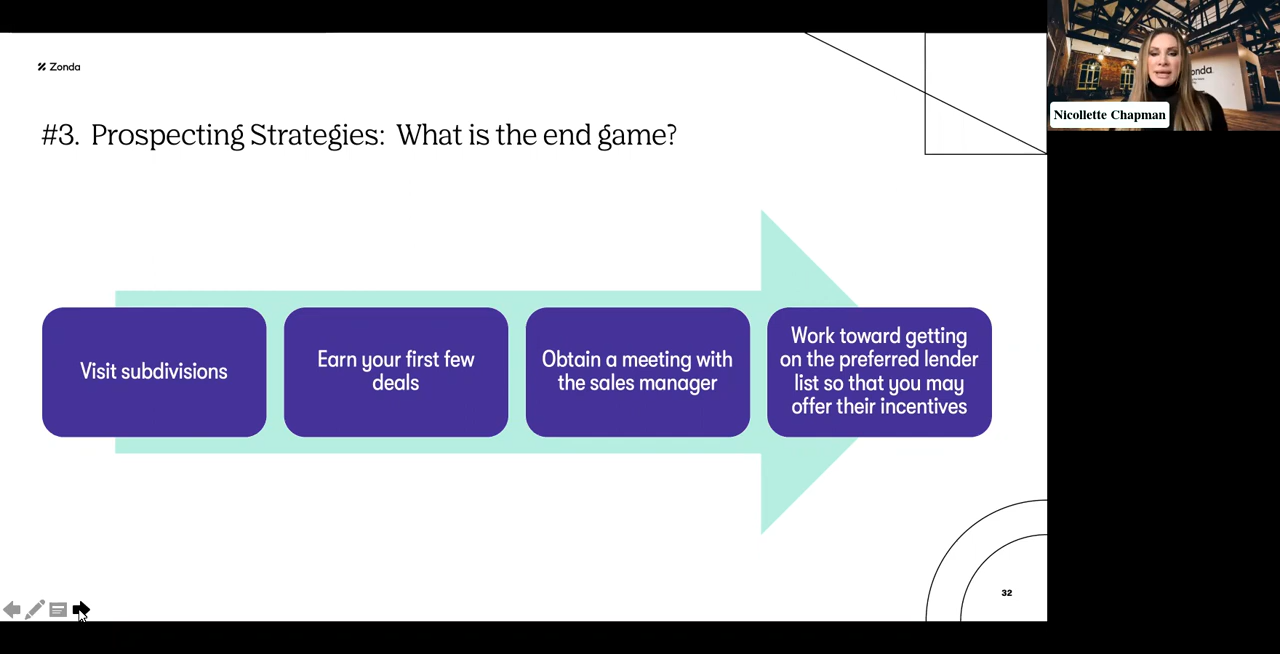 Zonda
#3. Prospecting Strategies: What is the end game?
Visit subdivisions
Earn your first few
deals
Obtain a meeting with
the sales manager
Work toward getting
on the preferred lender
list so that you may
offer their incentives
32
onda
Nicollette Chapman